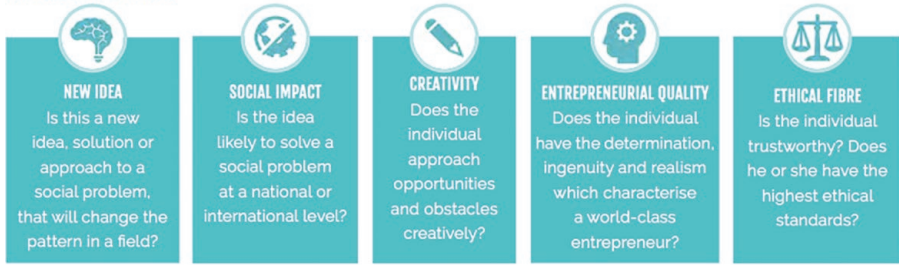 NEW IDEA
Is this a new
idea, solution or
approach to a
social problem,
that will change the
pattern in a field?
SOCIAL IMPACT
Is the idea
likely to solve a
social problem
at a national or
international level?
CREATIVITY
Does the
individual
approach
opportunities
and obstacles
creatively?
ENTREPRENEURIAL QUALITY
Does the individual
have the determination,
ingenuity and realism
which characterise
a world-class
entrepreneur?
ETHICAL FIBRE
Is the individual
trustworthy? Does
he or she have the
highest ethical
standards?